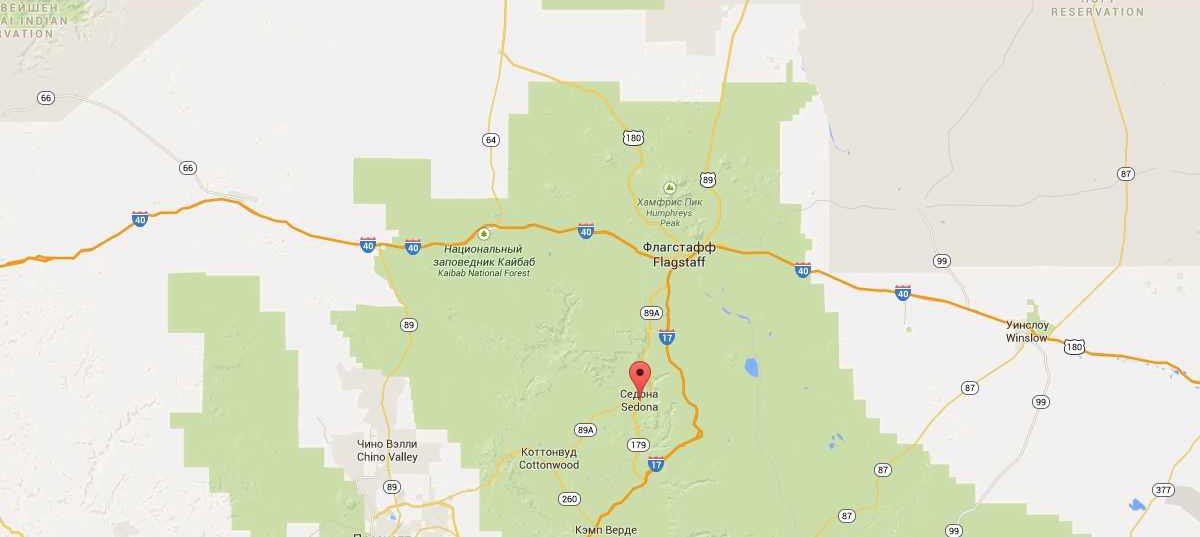 ВЕЙШЕН
AI INDIAN
RVATION
RESERVATION
66
64
180
66
87
89
Хамфрис Пик
Humphreys
Peak
40
40
40
40
Национальный
заповедник Кайбаб
Kaibab National Forest
Флагстафф
Flagstaff
99
40
40
89A
89
17
Уинслоу
Winslow
180
Седона
Sedona
87
99
89A
179
Чино Вэлли
Chino Valley
Коттонвуд
Cottonwood
17
87
89
260
377
87
99
Кэмп Верде